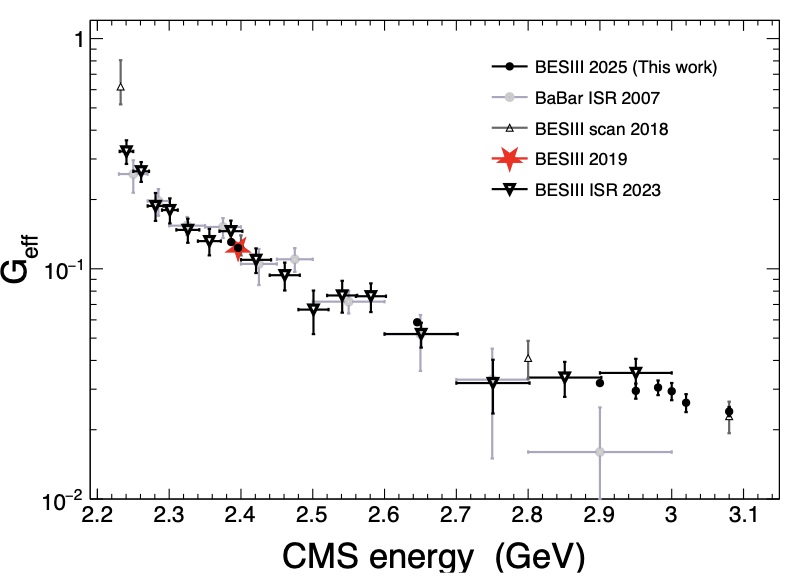 1
BESIII 2025 (This work)
BaBar ISR 2007
BESIII scan 2018
BESIII 2019
BESIII ISR 2023
G_eff
10⁻¹
10⁻²
2.2 2.3 2.4 2.5 2.6 2.7 2.8 2.9 3 3.1
CMS energy (GeV)